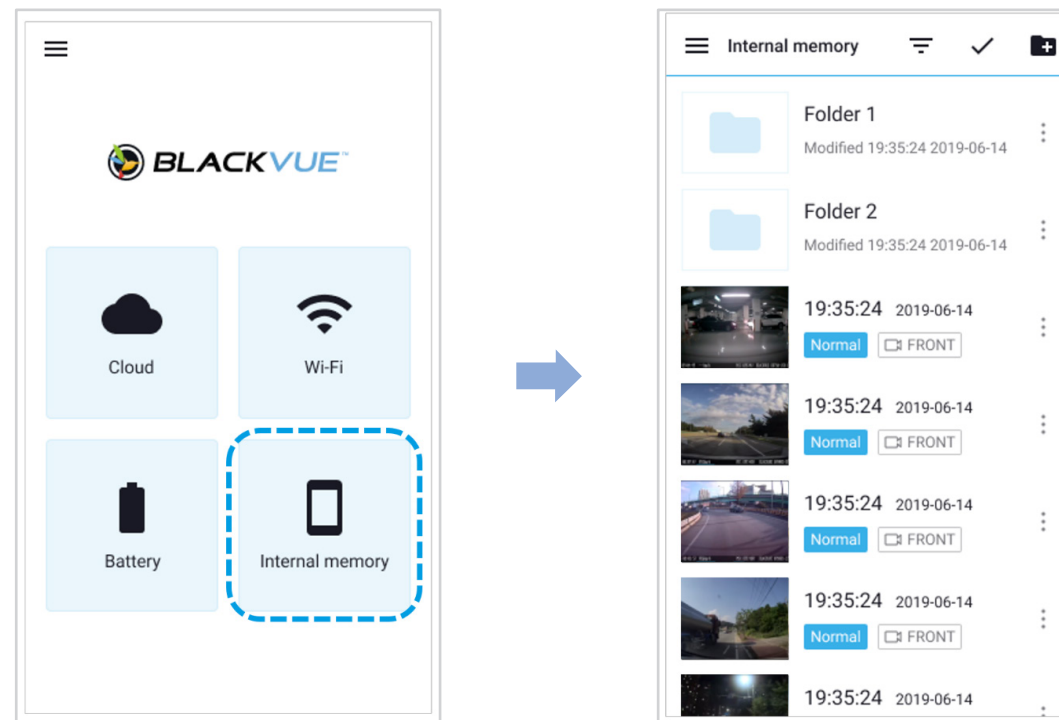 BLACKVUE™
Cloud
Wi-Fi
Battery
Internal memory
Internal memory
Folder 1
Modified 19:35:24 2019-06-14
Folder 2
Modified 19:35:24 2019-06-14
19:35:24 2019-06-14
Normal FRONT
19:35:24 2019-06-14
Normal FRONT
19:35:24 2019-06-14
Normal FRONT
19:35:24 2019-06-14
Normal FRONT
19:35:24 2019-06-14